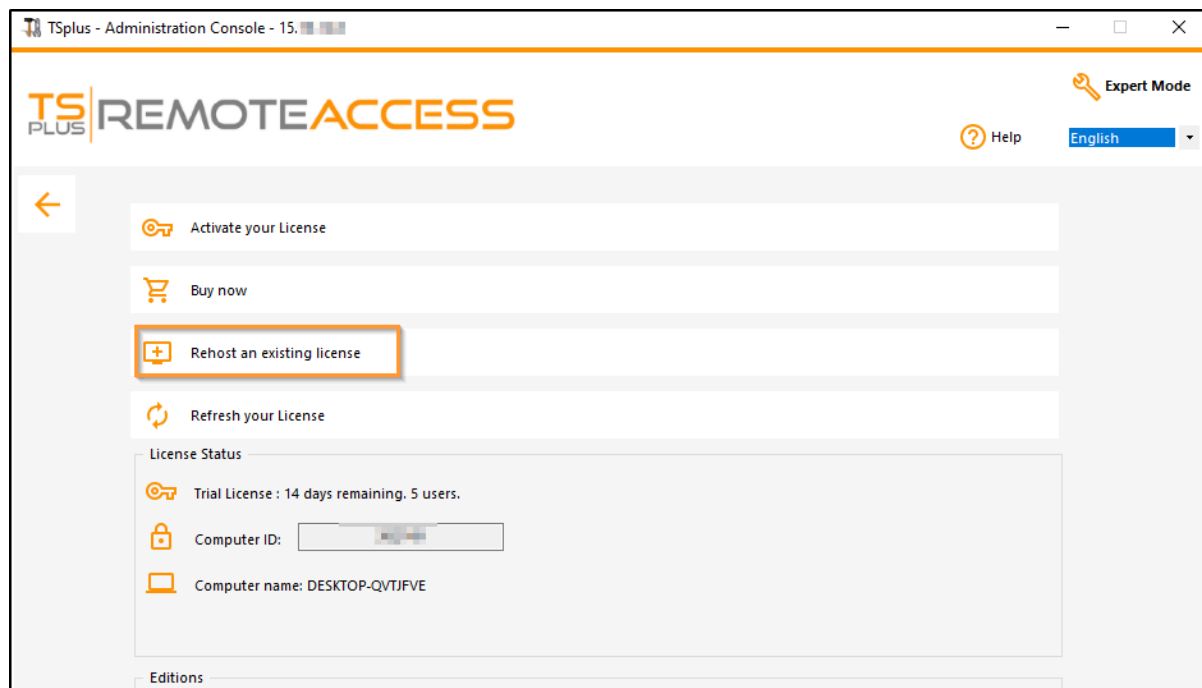 TSplus - Administration Console - 15.
Expert Mode
TS PLUS REMOTEACCESS
Help
English
Activate your License
Buy now
Rehost an existing license
Refresh your License
License Status
Trial License : 14 days remaining. 5 users.
Computer ID:
Computer name: DESKTOP-QVTJFVE
Editions